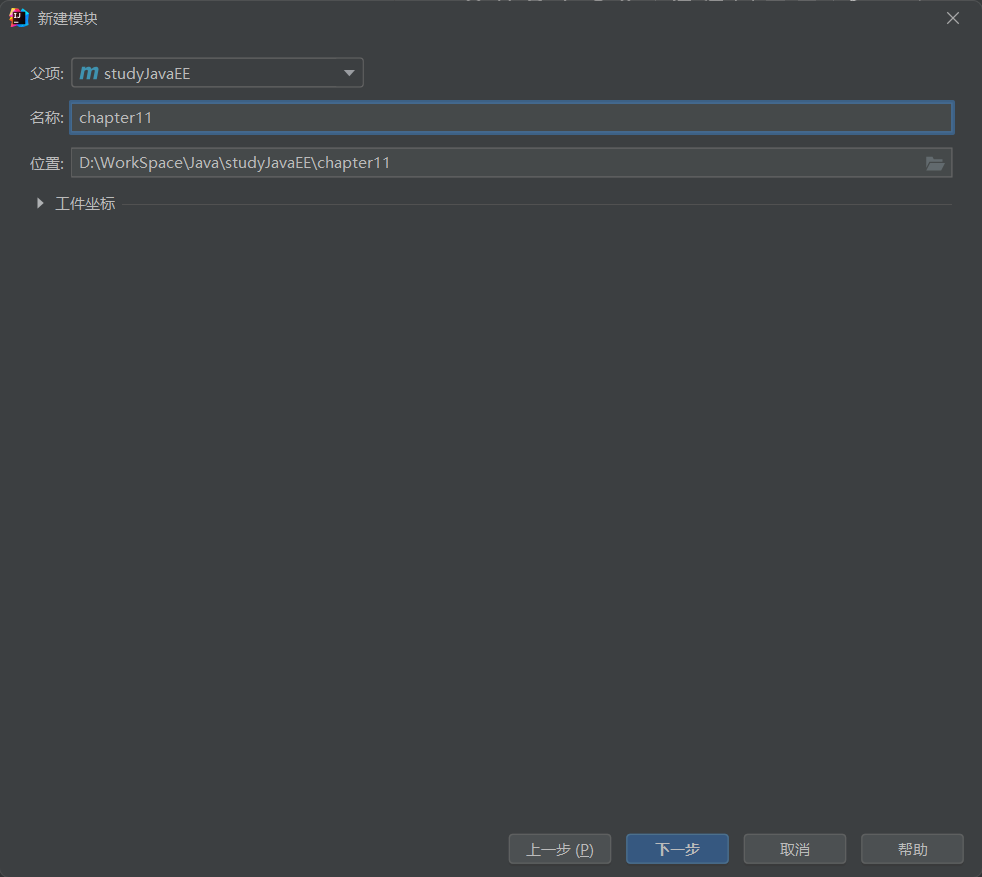 新建模块
父项: m studyJavaEE
名称: chapter11
位置: D:\WorkSpace\Java\studyJavaEE\chapter11
工件坐标
上一步 (P) 下一步 取消 帮助